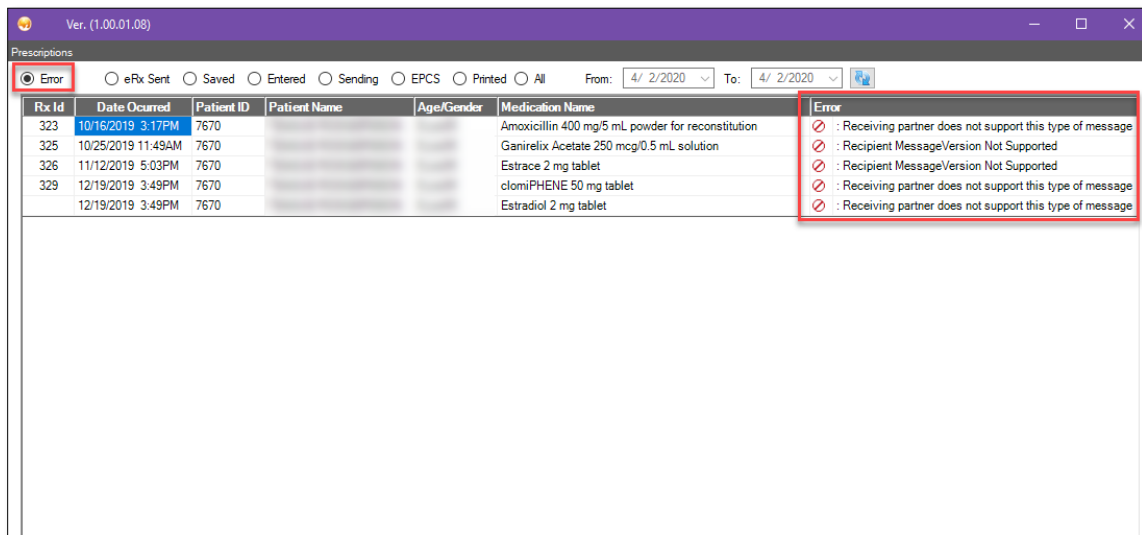 Ver. (1.00.01.08)
Prescriptions
Error eRx Sent Saved Entered Sending EPCS Printed All From: 4/ 2/2020 To: 4/ 2/2020
Rx Id Date Ocurred Patient ID Patient Name Age/Gender Medication Name Error
323 10/16/2019 3:17PM 7670 Amoxicillin 400 mg/5 mL powder for reconstitution : Receiving partner does not support this type of message
325 10/25/2019 11:49AM 7670 Ganirelix Acetate 250 mcg/0.5 mL solution : Recipient MessageVersion Not Supported
326 11/12/2019 5:03PM 7670 Estrace 2 mg tablet : Recipient MessageVersion Not Supported
329 12/19/2019 3:49PM 7670 clomiPHENE 50 mg tablet : Receiving partner does not support this type of message
12/19/2019 3:49PM 7670 Estradiol 2 mg tablet : Receiving partner does not support this type of message